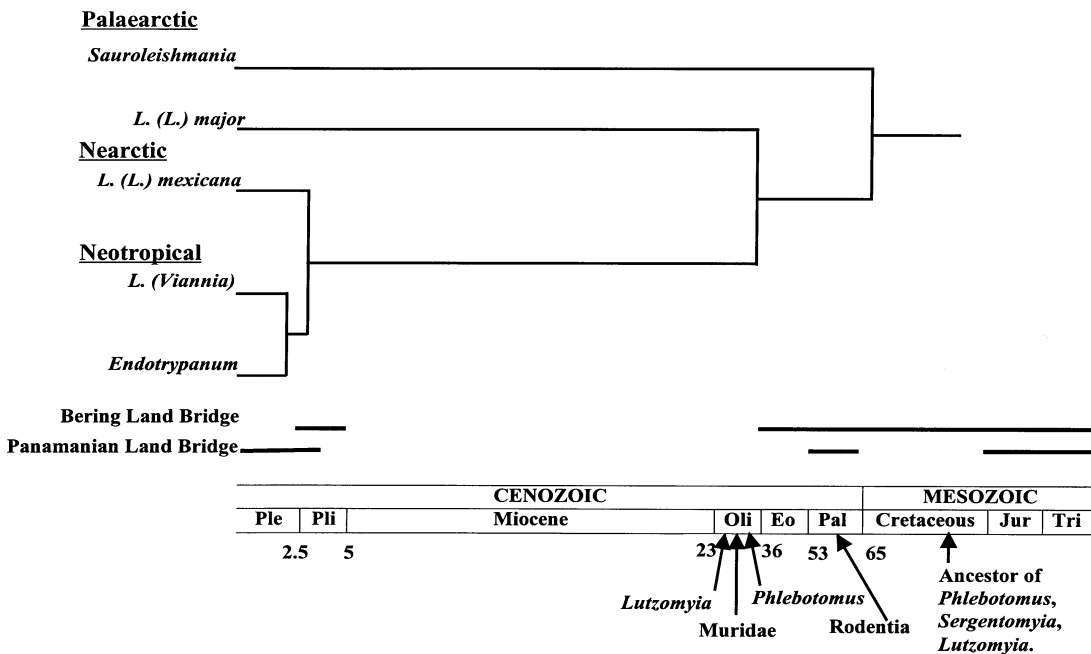 Palaearctic
Sauroleishmania
L. (L.) major
Nearctic
L. (L.) mexicana
Neotropical
L. (Viannia)
Endotrypanum
Bering Land Bridge
Panamanian Land Bridge
CENOZOIC MESOZOIC
Ple Pli Miocene Oli Eo Pal Cretaceous Jur Tri
2.5 5 23 36 53 65
Lutzomyia Phlebotomus
Muridae Rodentia
Ancestor of
Phlebotomus,
Sergentomyia,
Lutzomyia.